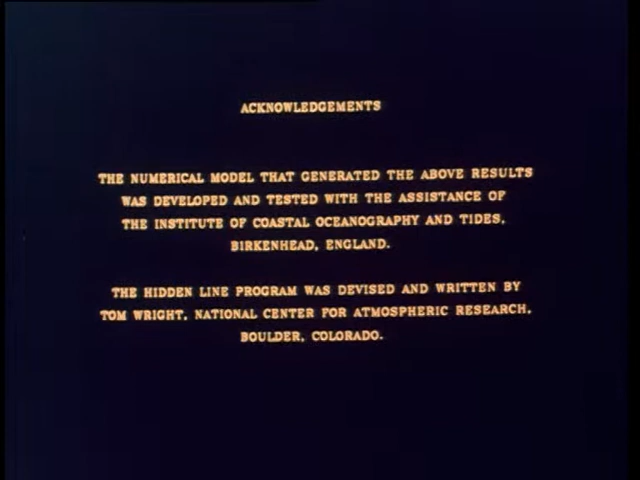 ACKNOWLEDGEMENTS
THE NUMERICAL MODEL THAT GENERATED THE ABOVE RESULTS
WAS DEVELOPED AND TESTED WITH THE ASSISTANCE OF
THE INSTITUTE OF COASTAL OCEANOGRAPHY AND TIDES,
BIRKENHEAD, ENGLAND.
THE HIDDEN LINE PROGRAM WAS DEVISED AND WRITTEN BY
TOM WRIGHT, NATIONAL CENTER FOR ATMOSPHERIC RESEARCH,
BOULDER, COLORADO.